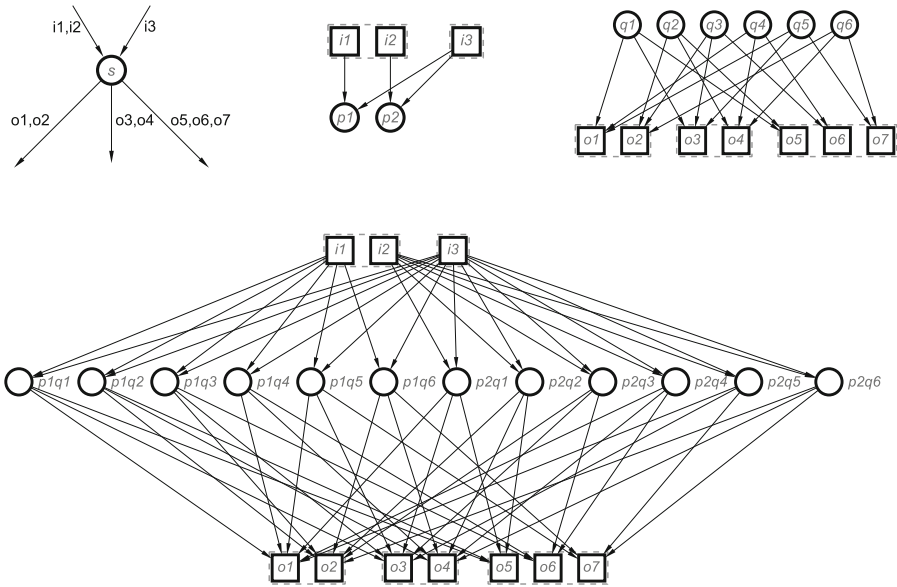 i1,i2 i3
s
o1,o2 o3,o4 o5,o6,o7
i1 i2 i3
p1 p2
q1 q2 q3 q4 q5 q6
o1 o2 o3 o4 o5 o6 o7
i1 i2 i3
p1q1 p1q2 p1q3 p1q4 p1q5 p1q6 p2q1 p2q2 p2q3 p2q4 p2q5 p2q6
o1 o2 o3 o4 o5 o6 o7